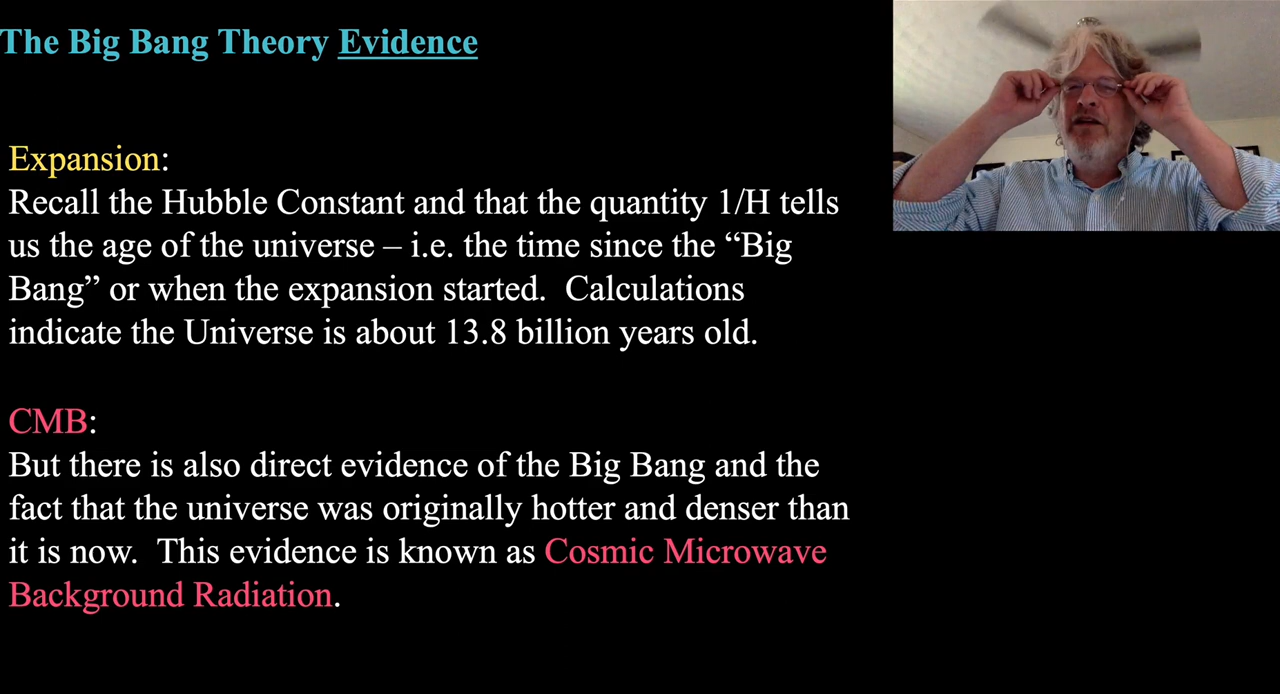 The Big Bang Theory Evidence
Expansion:
Recall the Hubble Constant and that the quantity 1/H tells
us the age of the universe – i.e. the time since the “Big
Bang” or when the expansion started.  Calculations
indicate the Universe is about 13.8 billion years old.
CMB:
But there is also direct evidence of the Big Bang and the
fact that the universe was originally hotter and denser than
it is now.  This evidence is known as Cosmic Microwave
Background Radiation.